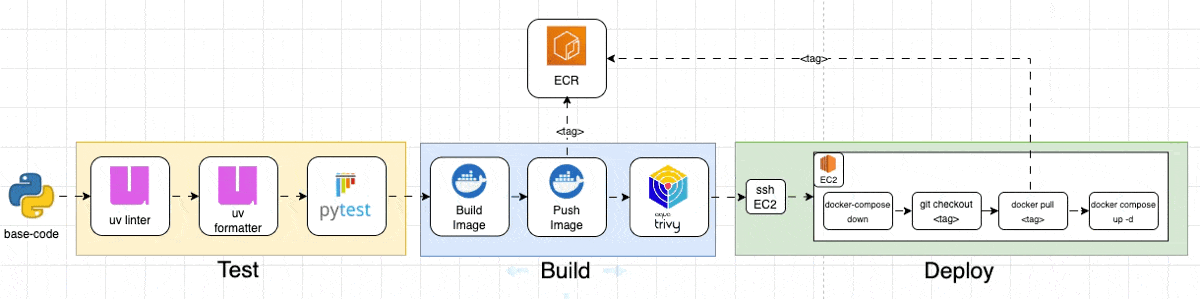 ECR
<tag>
<tag>
base-code
uv linter
uv
formatter
pytest
Test
Build
Image
Push
Image
aqua
trivy
Build
ssh
EC2
EC2
docker-compose
down
git checkout
<tag>
docker pull
<tag>
docker compose
up -d
Deploy